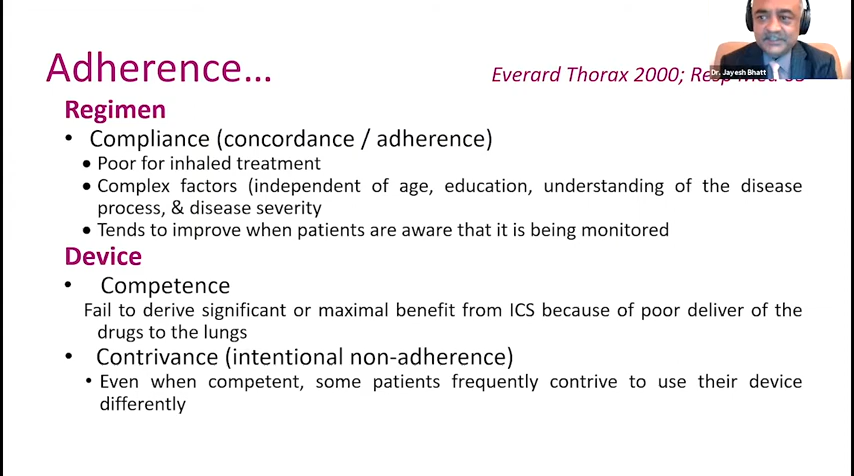 Adherence...
Everard Thorax 2000; Resp Med
Dr. Jayesh Bhatt
Regimen
• Compliance (concordance / adherence)
• Poor for inhaled treatment
• Complex factors (independent of age, education, understanding of the disease
process, & disease severity
• Tends to improve when patients are aware that it is being monitored
Device
• Competence
Fail to derive significant or maximal benefit from ICS because of poor deliver of the
drugs to the lungs
• Contrivance (intentional non-adherence)
• Even when competent, some patients frequently contrive to use their device
differently